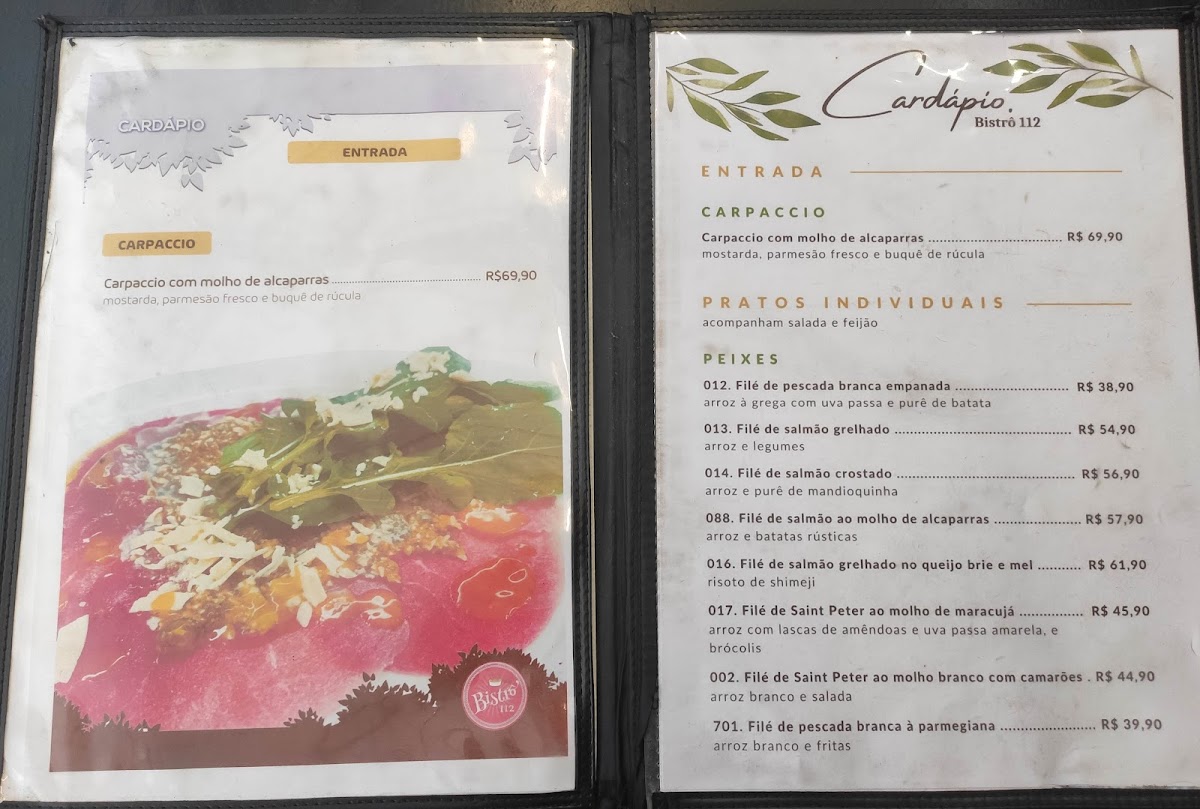 CARDÁPIO
ENTRADA
CARPACCIO
Carpaccio com molho de alcaparras ........ R$69,90
mostarda, parmesão fresco e buquê de rúcula
Bistrô
112
Cardápio.
Bistrô 112
ENTRADA
CARPACCIO
Carpaccio com molho de alcaparras ........ R$ 69,90
mostarda, parmesão fresco e buquê de rúcula
PRATOS INDIVIDUAIS
acompanham salada e feijão
PEIXES
012. Filé de pescada branca empanada ........ R$ 38,90
arroz à grega com uva passa e purê de batata
013. Filé de salmão grelhado ........ R$ 54,90
arroz e legumes
014. Filé de salmão crostado ........ R$ 56,90
arroz e purê de mandioquinha
088. Filé de salmão ao molho de alcaparras ........ R$ 57,90
arroz e batatas rústicas
016. Filé de salmão grelhado no queijo brie e mel ........ R$ 61,90
risoto de shimeji
017. Filé de Saint Peter ao molho de maracujá ........ R$ 45,90
arroz com lascas de amêndoas e uva passa amarela, e
brócolis
002. Filé de Saint Peter ao molho branco com camarões . R$ 44,90
arroz branco e salada
701. Filé de pescada branca à parmegiana ........ R$ 39,90
arroz branco e fritas